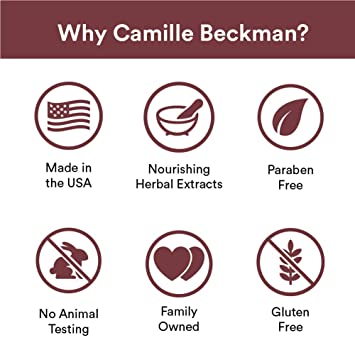 Why Camille Beckman?
Made in
the USA
Nourishing
Herbal Extracts
Paraben
Free
No Animal
Testing
Family
Owned
Gluten
Free